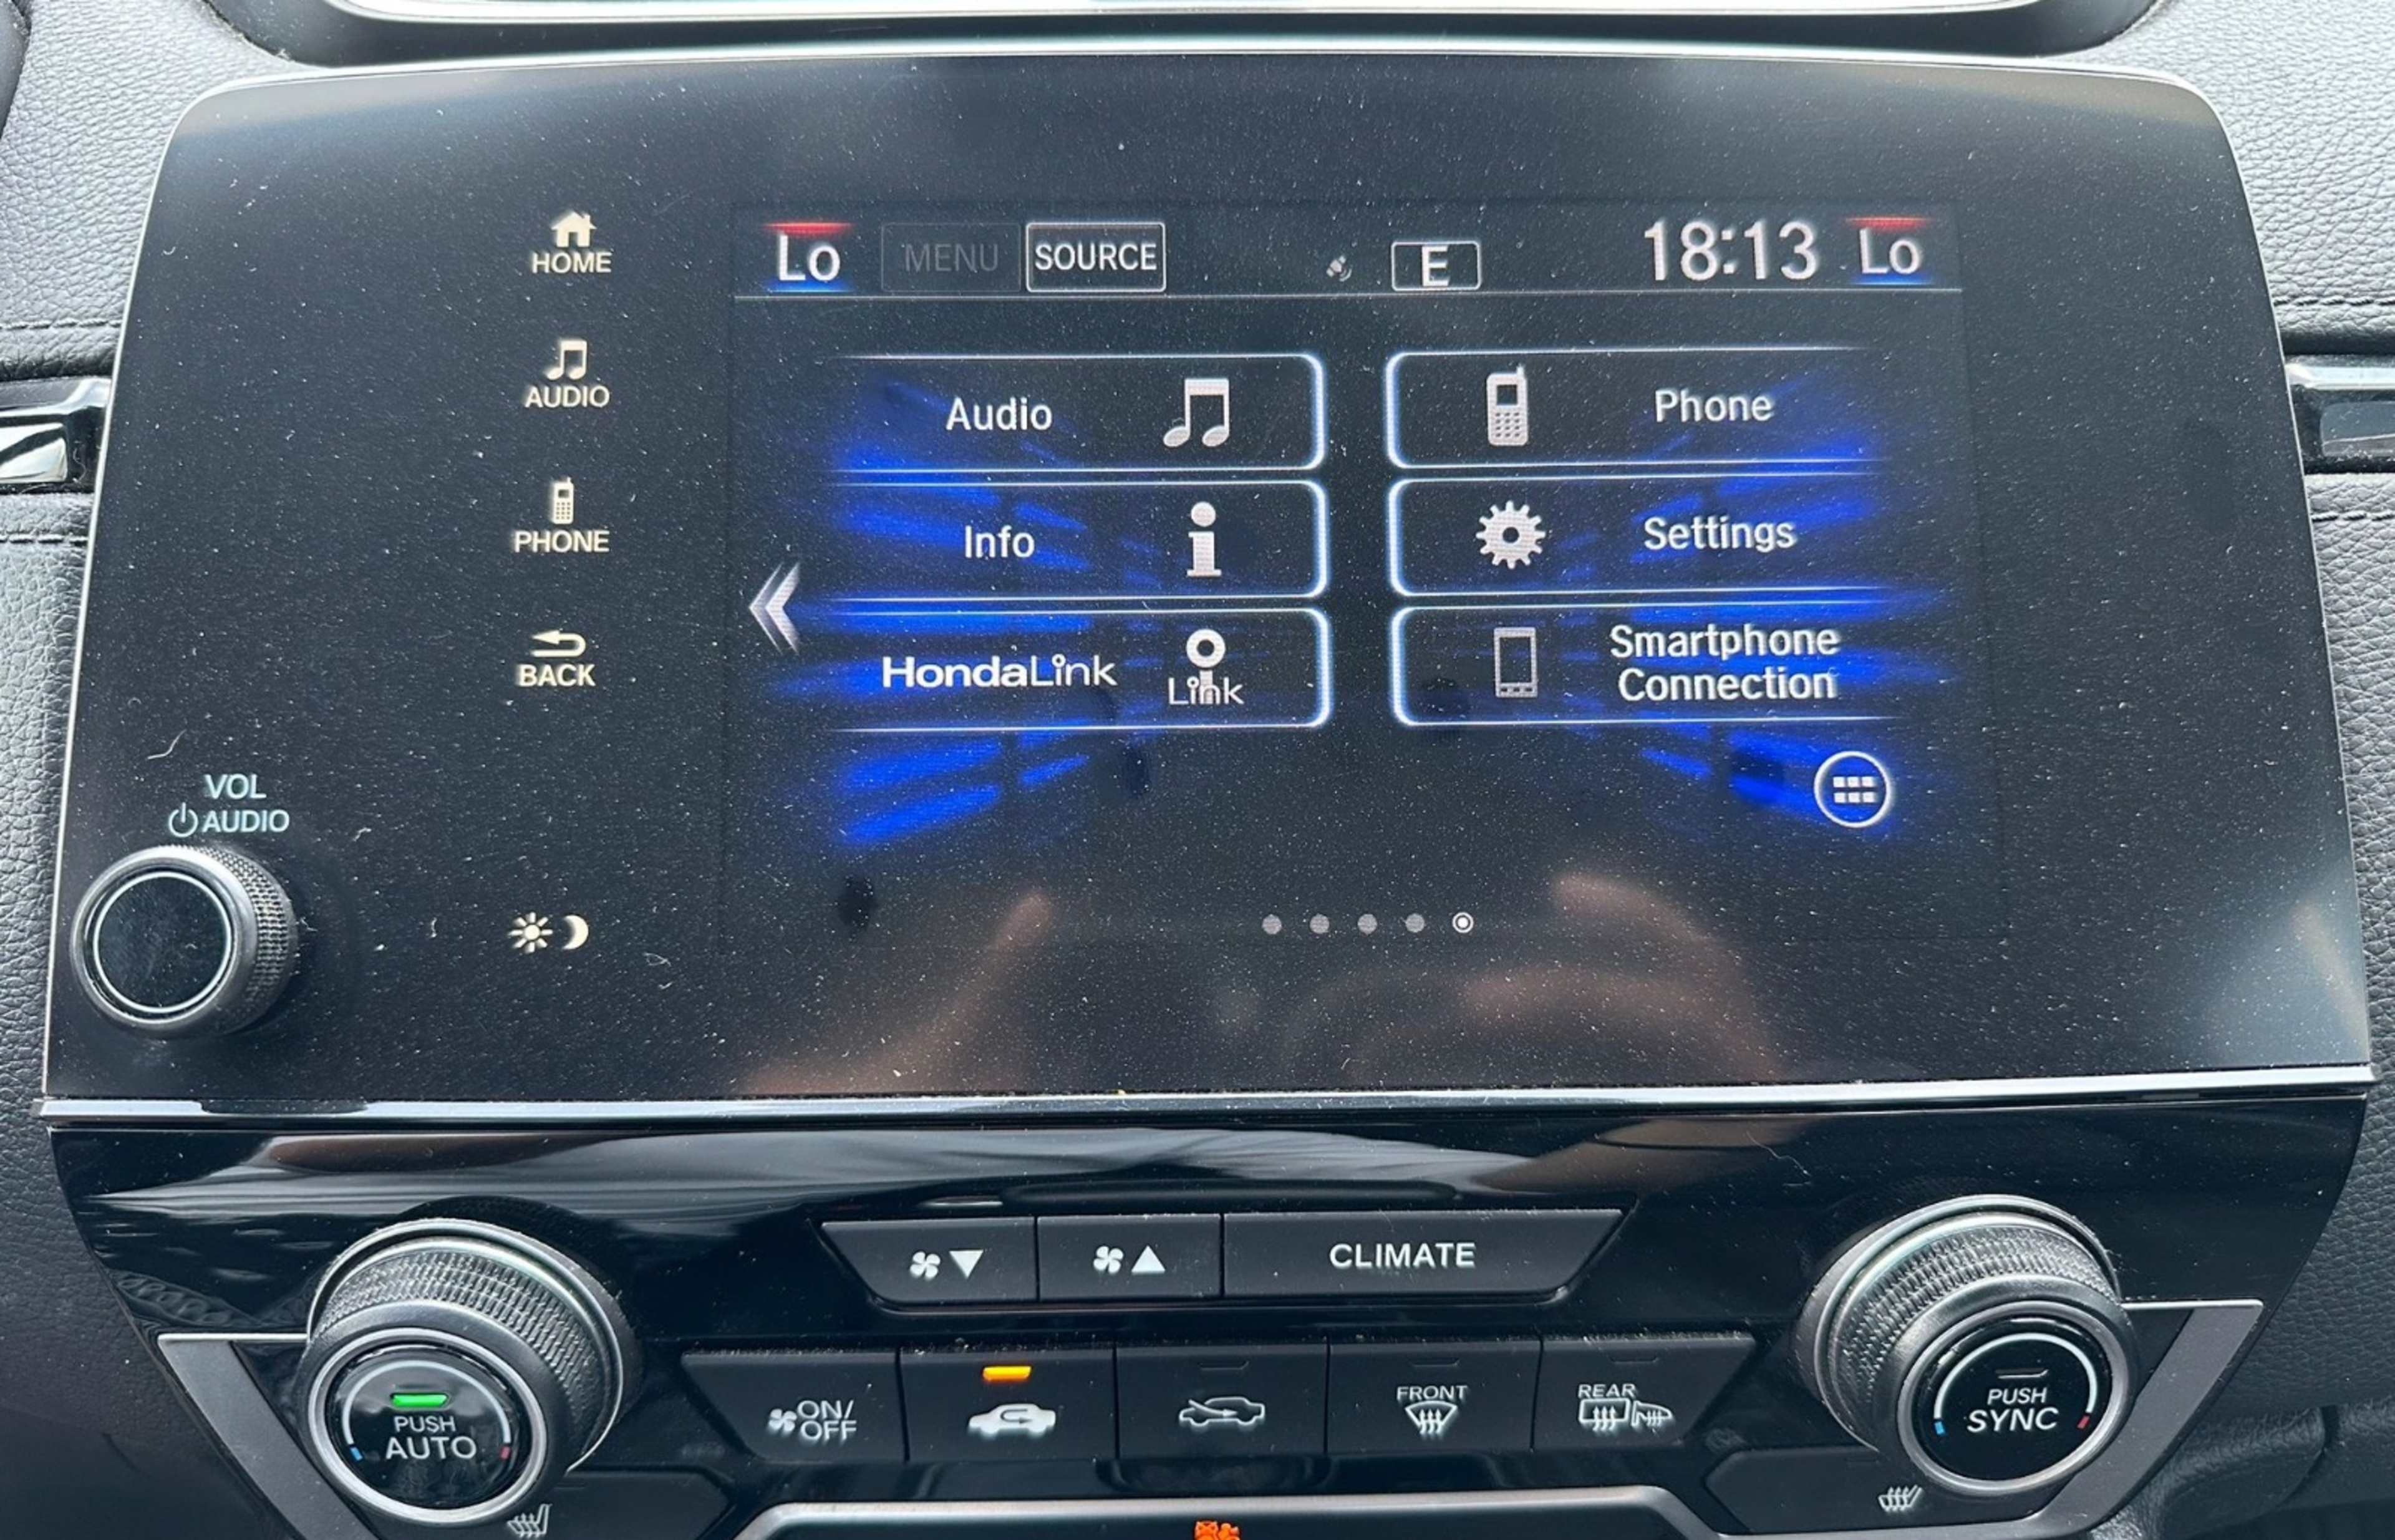 Lo MENU SOURCE E 18:13 Lo
HOME
AUDIO
PHONE
BACK
VOL
AUDIO
Audio
Phone
Info
Settings
HondaLink
Link
Smartphone
Connection
CLIMATE
PUSH
AUTO
ON/
OFF
FRONT
REAR
PUSH
SYNC